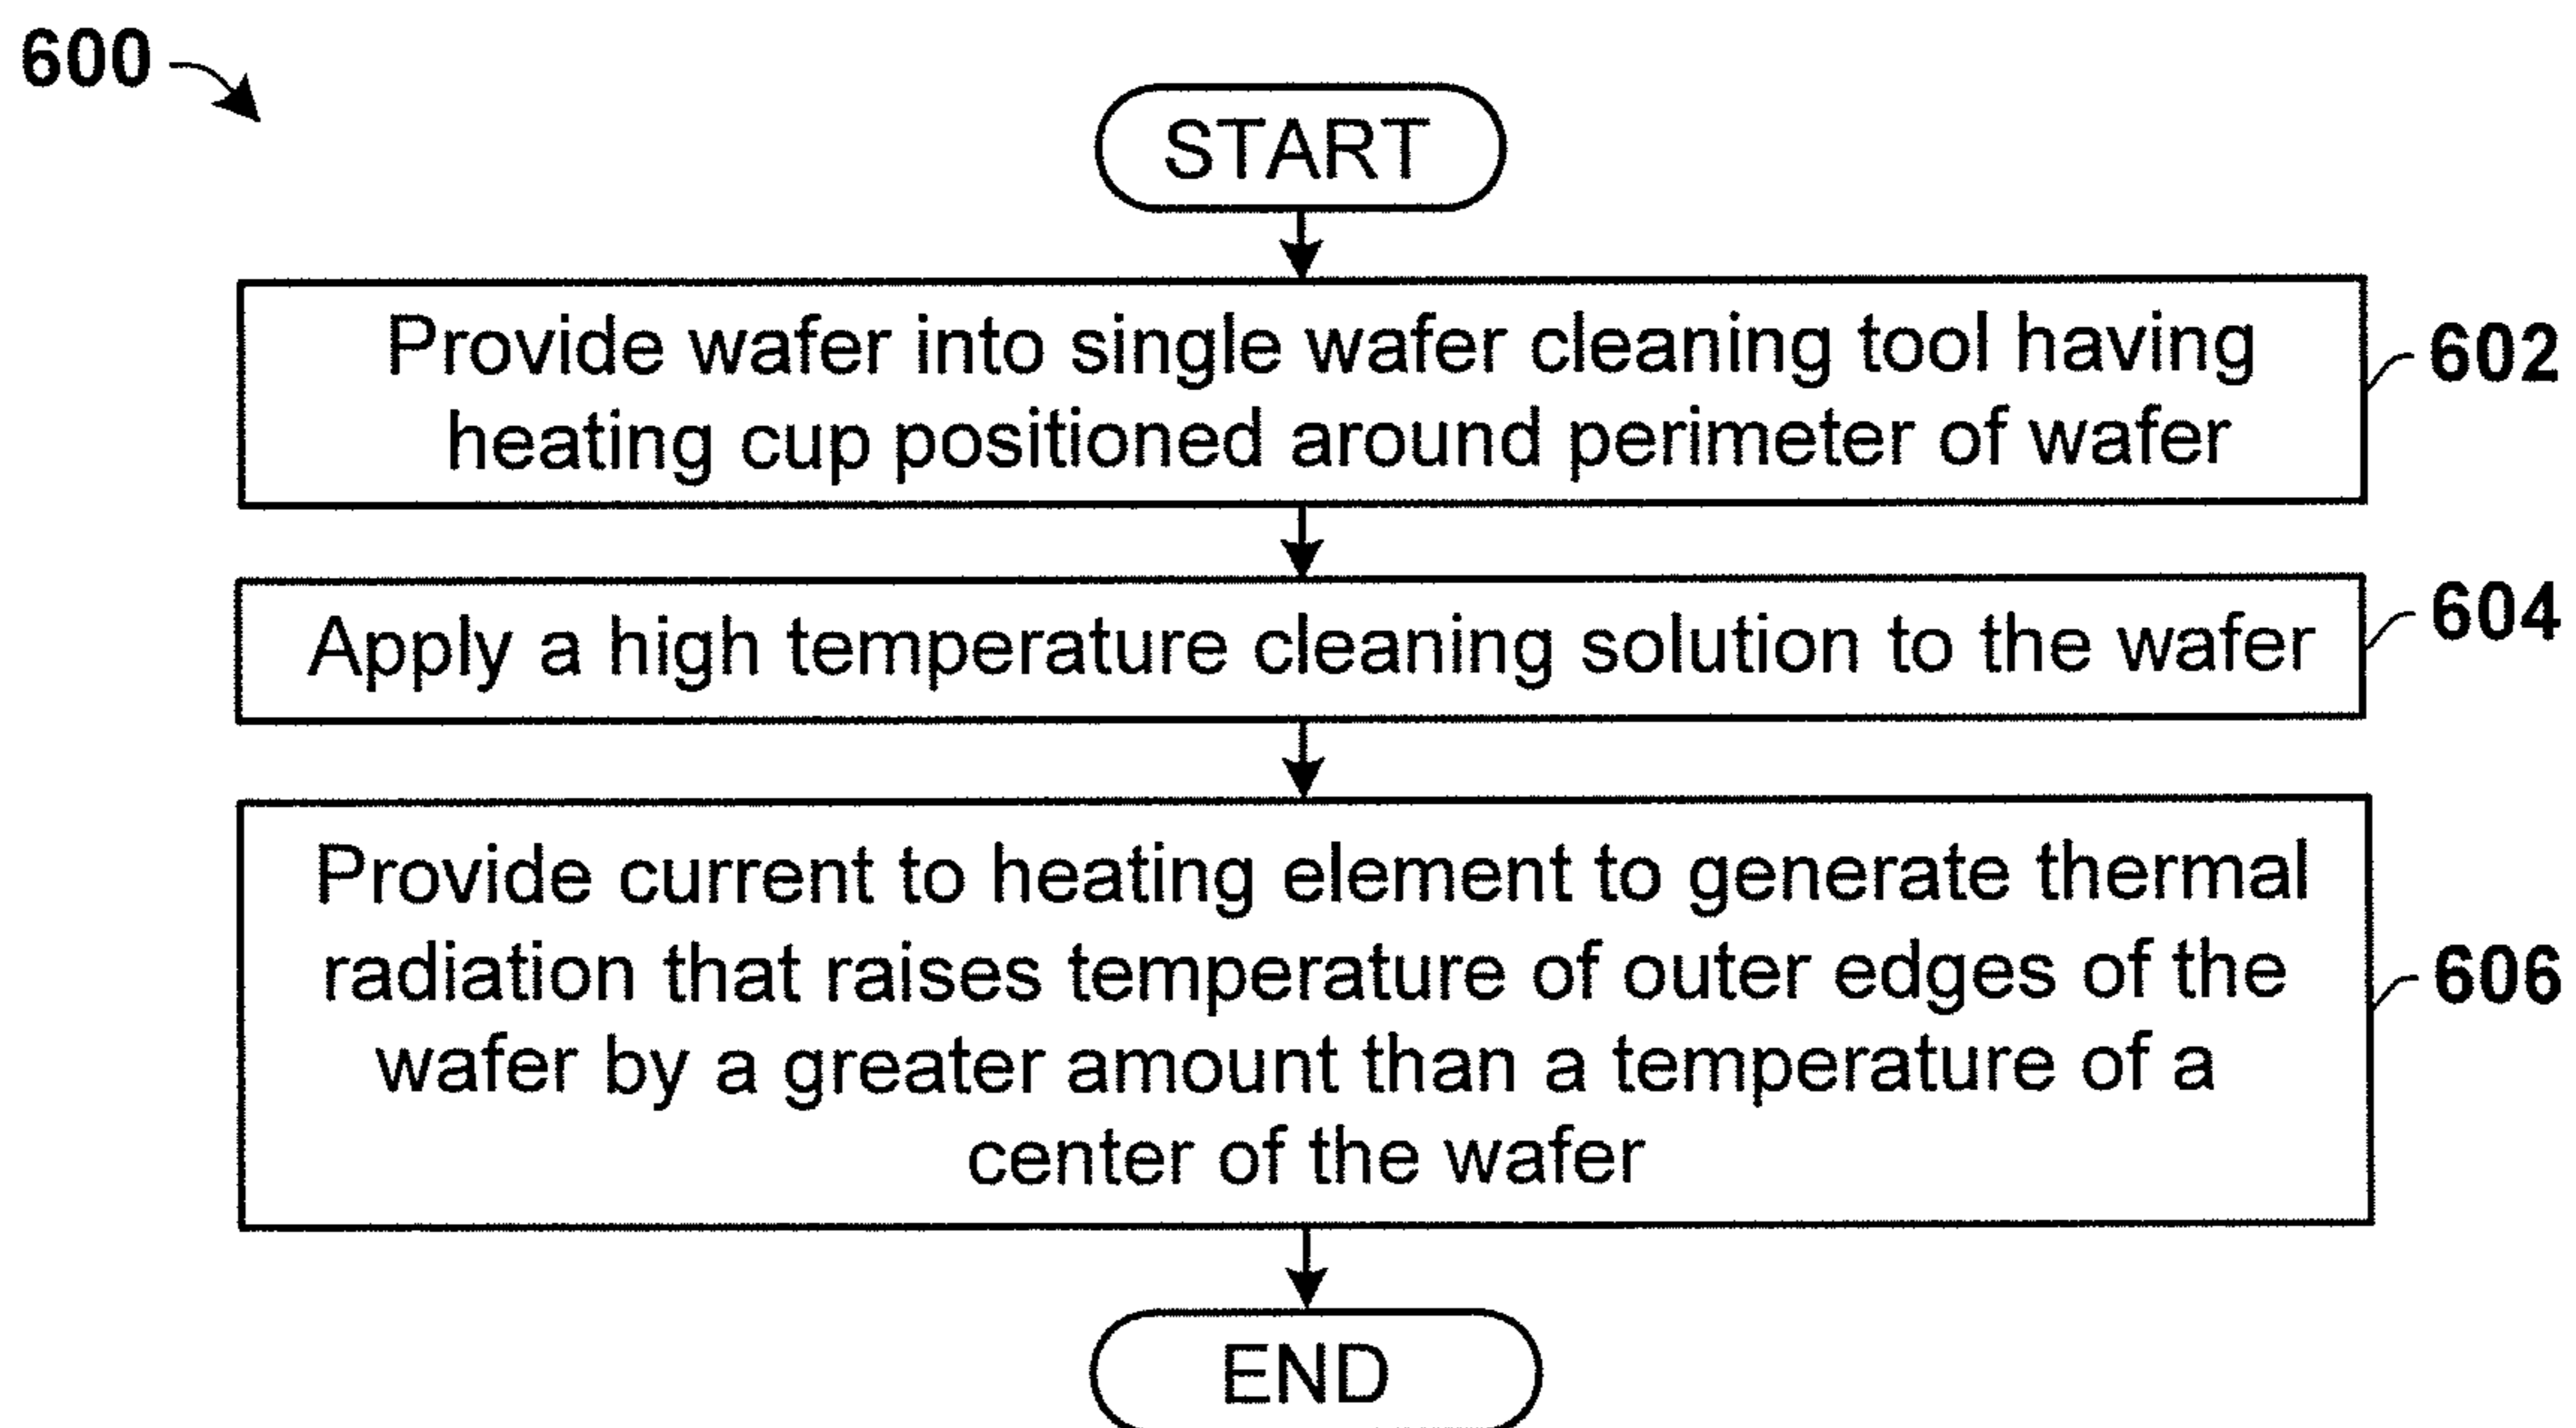 600
START
Provide wafer into single wafer cleaning tool having
heating cup positioned around perimeter of wafer
602
Apply a high temperature cleaning solution to the wafer
604
Provide current to heating element to generate thermal
radiation that raises temperature of outer edges of the
wafer by a greater amount than a temperature of a
center of the wafer
606
END